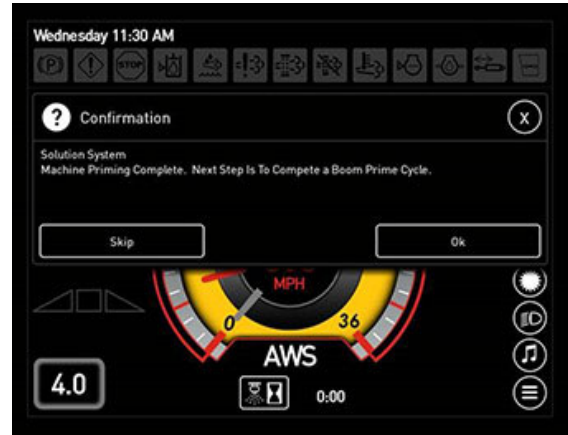 Wednesday 11:30 AM
(P)
STOP
? Confirmation
X
Solution System
Machine Priming Complete. Next Step Is To Compete a Boom Prime Cycle.
Skip
Ok
MPH
0
36
AWS
4.0
0:00